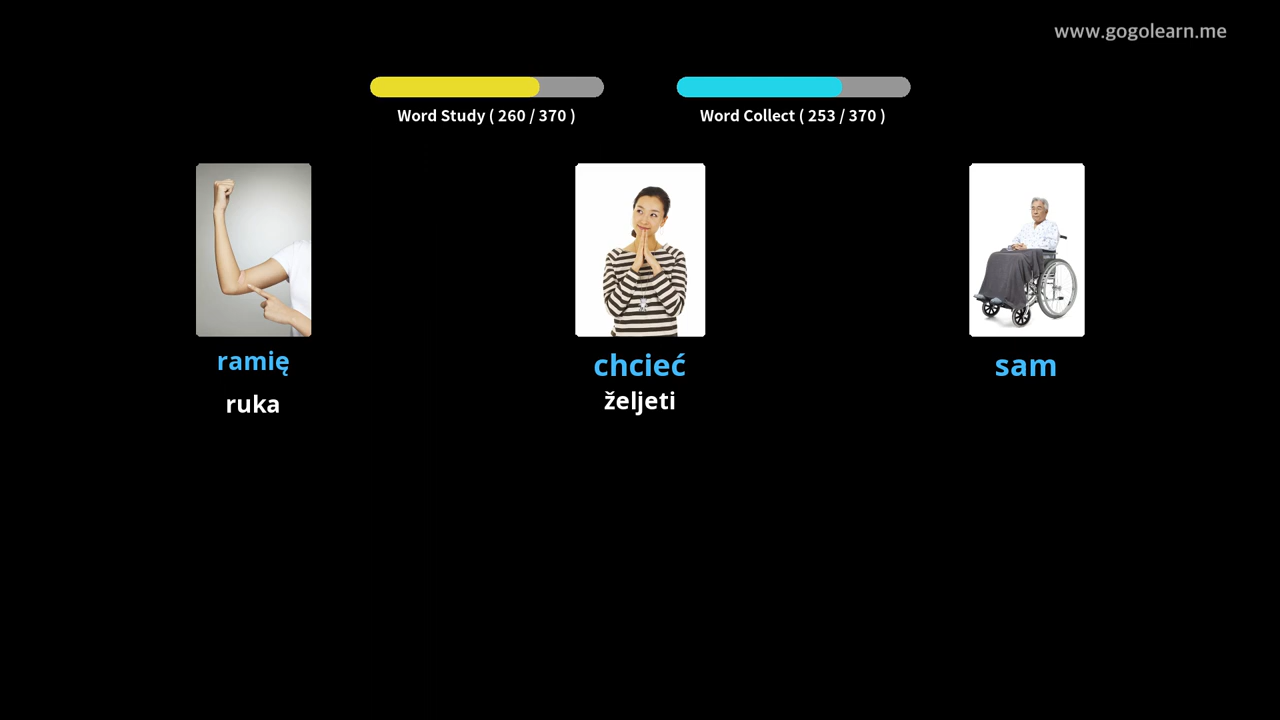 www.gogolearn.me
Word Study ( 260 / 370 )
Word Collect ( 253 / 370 )
ramię
chcieć
sam
ruka
željeti